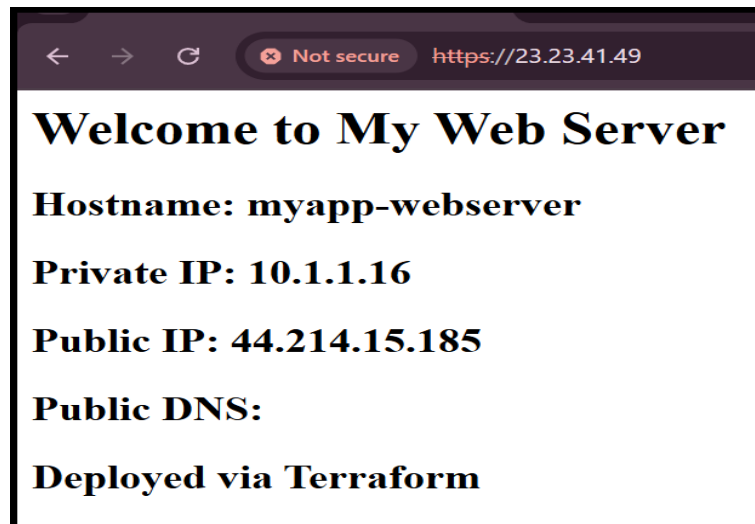 Not secure https://23.23.41.49
Welcome to My Web Server
Hostname: myapp-webserver
Private IP: 10.1.1.16
Public IP: 44.214.15.185
Public DNS:
Deployed via Terraform